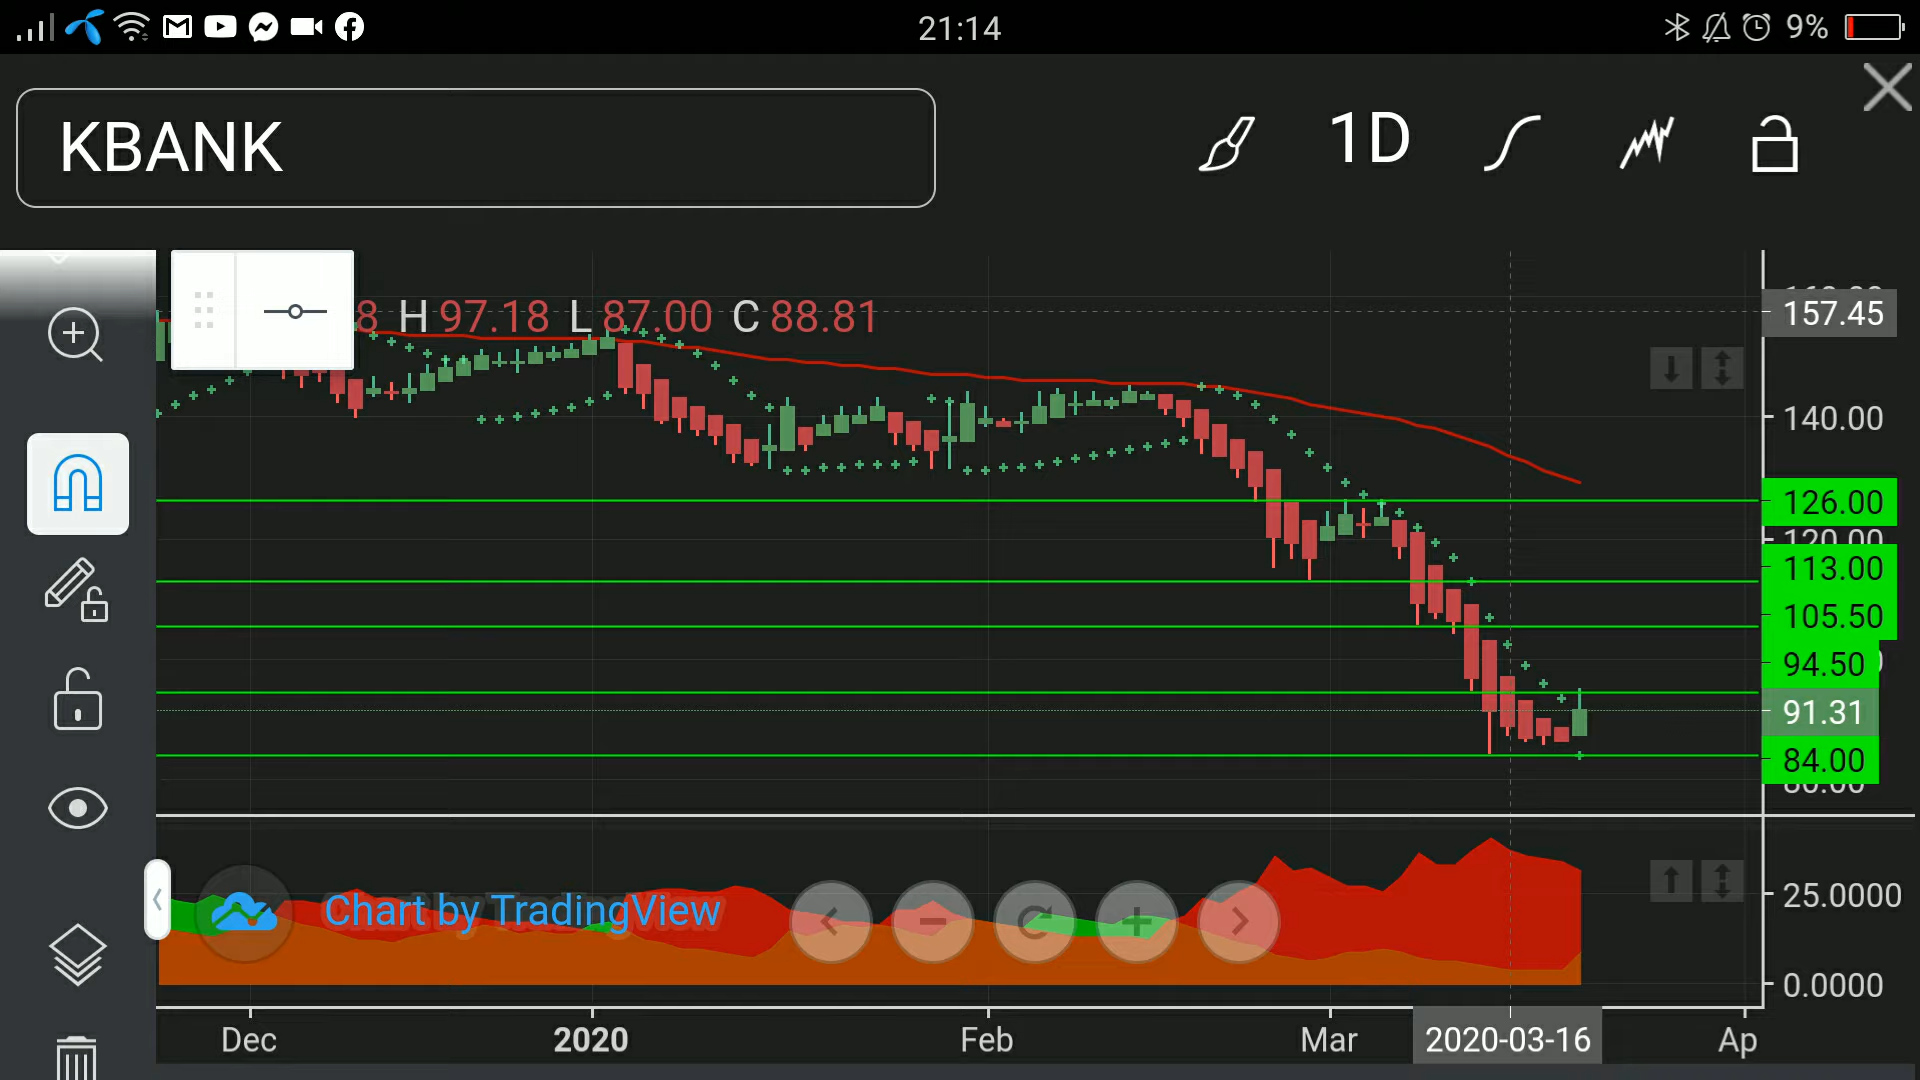 21:14
9%
KBANK
1D
8 H 97.18 L 87.00 C 88.81
157.45
140.00
126.00
120.00
113.00
105.50
94.50
91.31
84.00
80.00
Chart by TradingView
25.0000
0.0000
Dec 2020 Feb Mar 2020-03-16 Ap